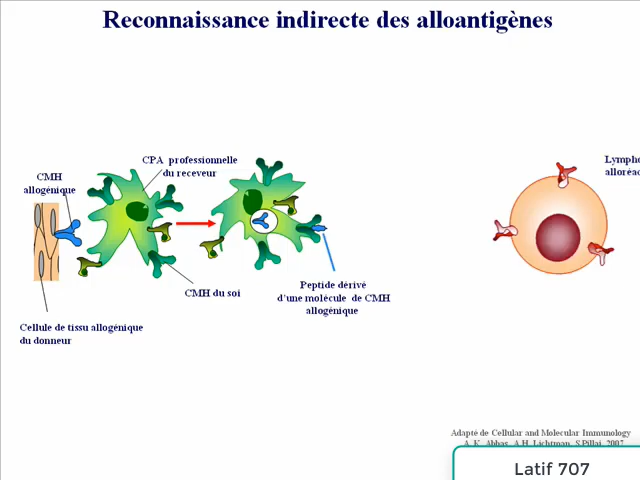 Reconnaissance indirecte des alloantigènes
CPA professionnelle
du receveur
CMH
allogénique
CMH du soi
Peptide dérivé
d'une molécule de CMH
allogénique
Cellule de tissu allogénique
du donneur
Adapté de Cellular and Molecular Immunology
A. K. Abbas, A.H. Lichtman, S.Pillai, 2007
Latif 707